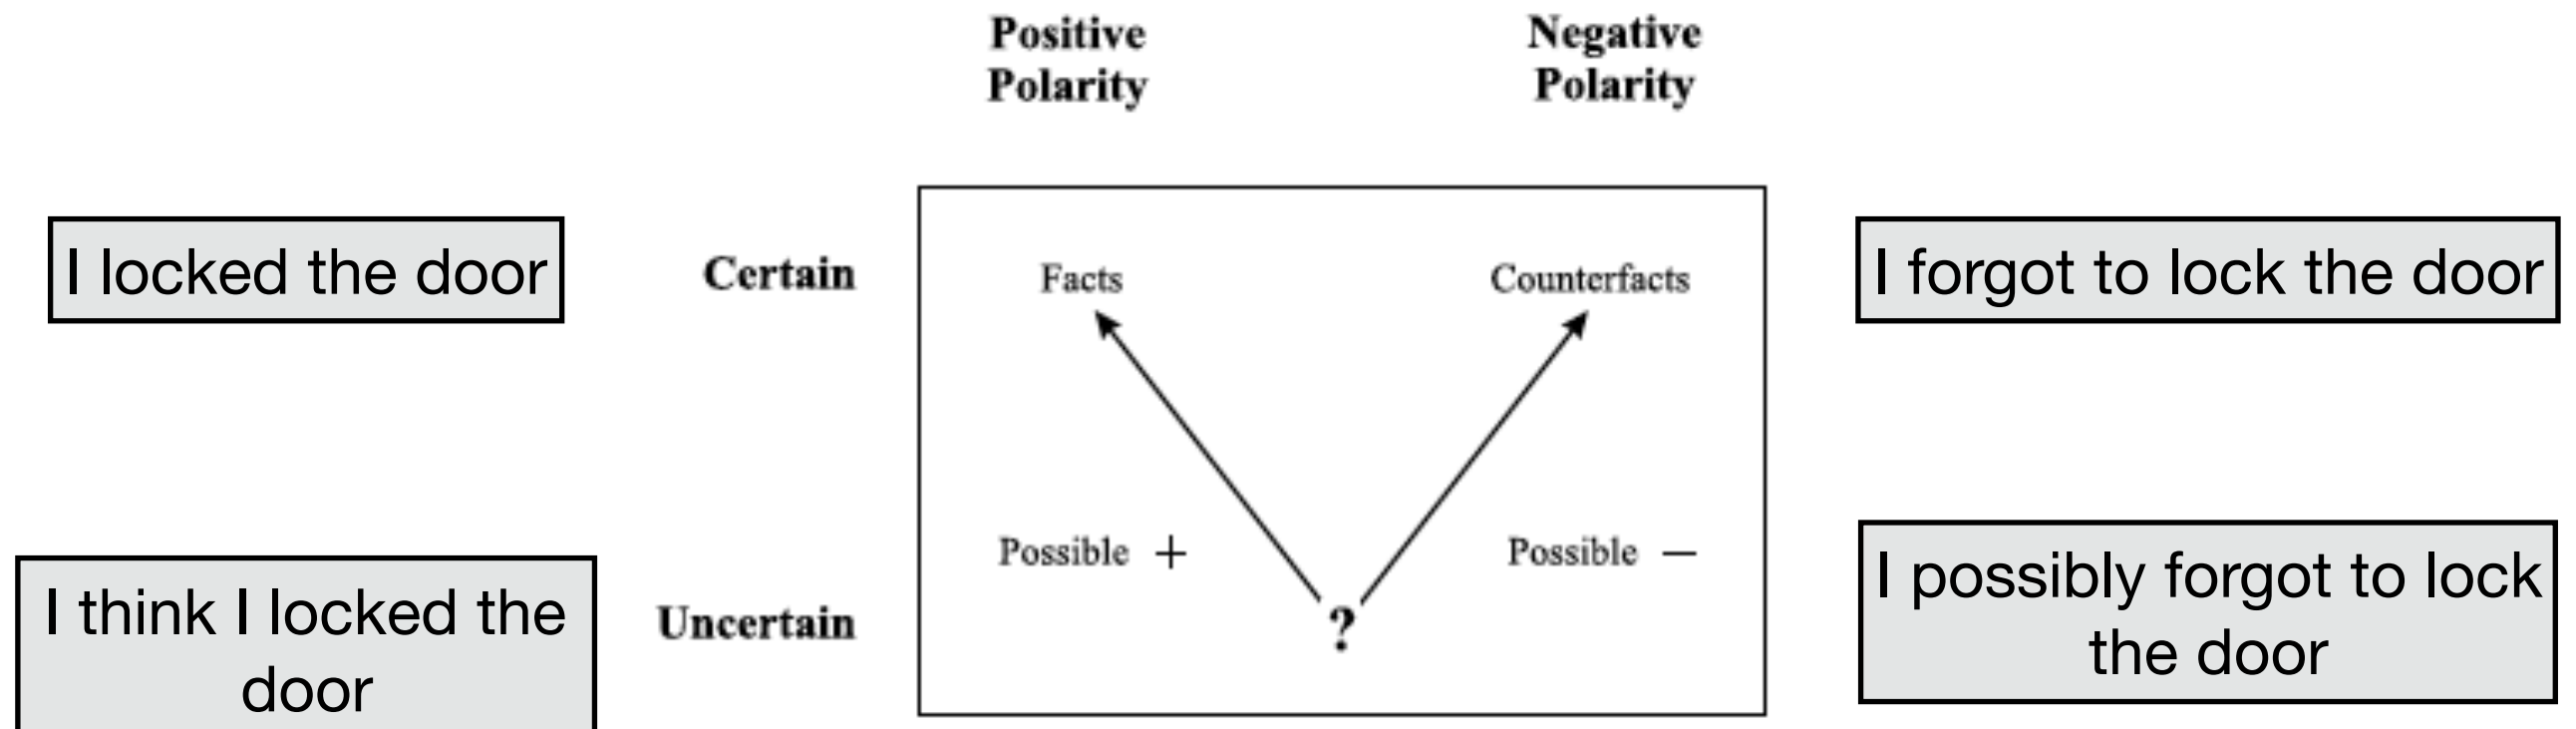 Positive
Polarity
Negative
Polarity
I locked the door
Certain
Facts
Counterfacts
I forgot to lock the door
I think I locked the
door
Uncertain
Possible +
?
Possible −
I possibly forgot to lock
the door